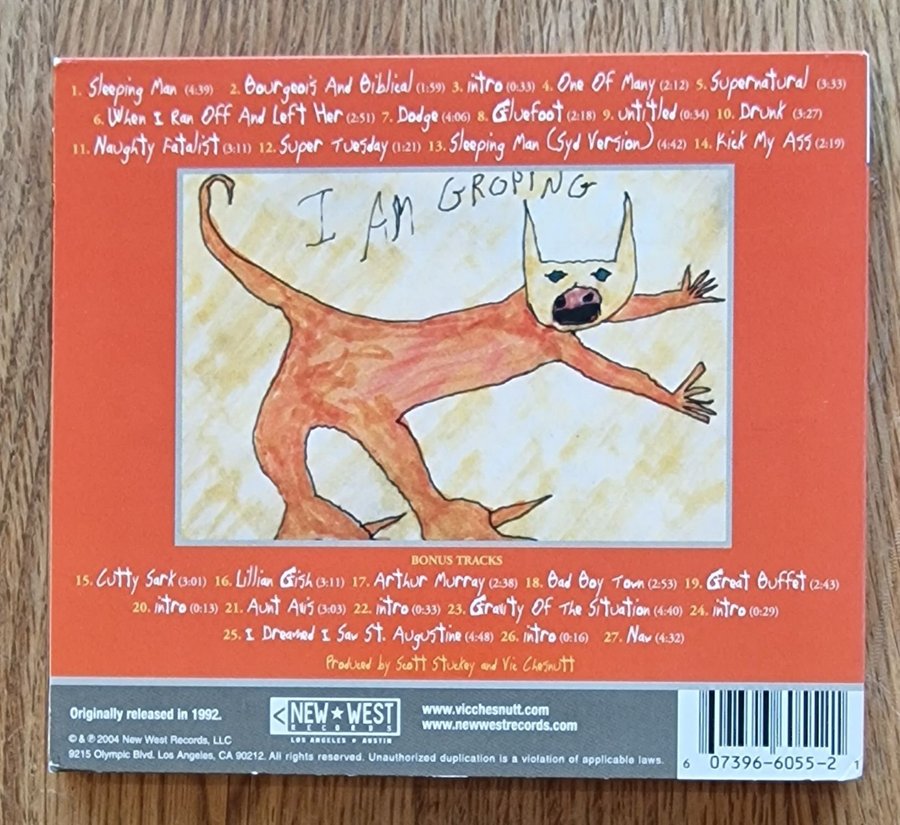 1. Sleeping Man (4:39) 2. Bourgeois And Biblical (1:59) 3. intro (0:33) 4. One Of Many (2:12) 5. Supernatural (3:33)
6. When I Ran Off And Left Her (2:51) 7. Dodge (4:06) 8. Gluefoot (2:18) 9. untitled (0:34) 10. Drunk (3:27)
11. Naughty Fatalist (3:11) 12. Super Tuesday (1:21) 13. Sleeping Man (Syd Version) (4:42) 14. Kick My Ass (2:19)
I AM GROPING
BONUS TRACKS
15. Cutty Sark (3:01) 16. Lillian Gish (3:11) 17. Arthur Murray (2:38) 18. Bad Boy Town (2:53) 19. Great Buffet (2:43)
20. intro (0:13) 21. Aunt Avis (3:03) 22. intro (0:33) 23. Gravity Of The Situation (4:40) 24. intro (0:29)
25. I Dreamed I Saw St. Augustine (4:48) 26. intro (0:16) 27. Nav (4:32)
Produced by Scott Stuckey and Vic Chesnutt
Originally released in 1992.
© & ℗ 2004 New West Records, LLC
9215 Olympic Blvd. Los Angeles, CA 90212. All rights reserved. Unauthorized duplication is a violation of applicable laws.
NEW★WEST
RECORDS
LOS ANGELES ★ AUSTIN
www.vicchesnutt.com
www.newwestrecords.com
6 07396-6055-2 1